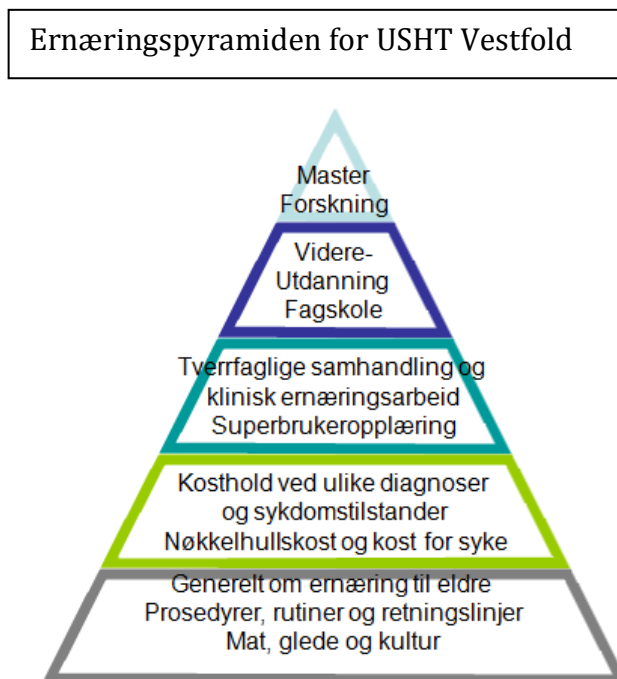 Ernæringspyramiden for USHT Vestfold
Master
Forskning
Videre-
Utdanning
Fagskole
Tverrfaglige samhandling og
klinisk ernæringsarbeid
Superbrukeropplæring
Kosthold ved ulike diagnoser
og sykdomstilstander
Nøkkelhullskost og kost for syke
Generelt om ernæring til eldre
Prosedyrer, rutiner og retningslinjer
Mat, glede og kultur